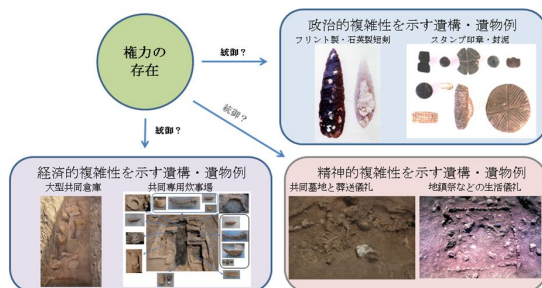 権力の
存在
統御？
統御？
統御？
政治的複雑性を示す遺構・遺物例
フリント製・石英製短剣
スタンプ印章・封泥
経済的複雑性を示す遺構・遺物例
大型共同倉庫
共同専用炊事場
精神的複雑性を示す遺構・遺物例
共同墓地と葬送儀礼
地鎮祭などの生活儀礼